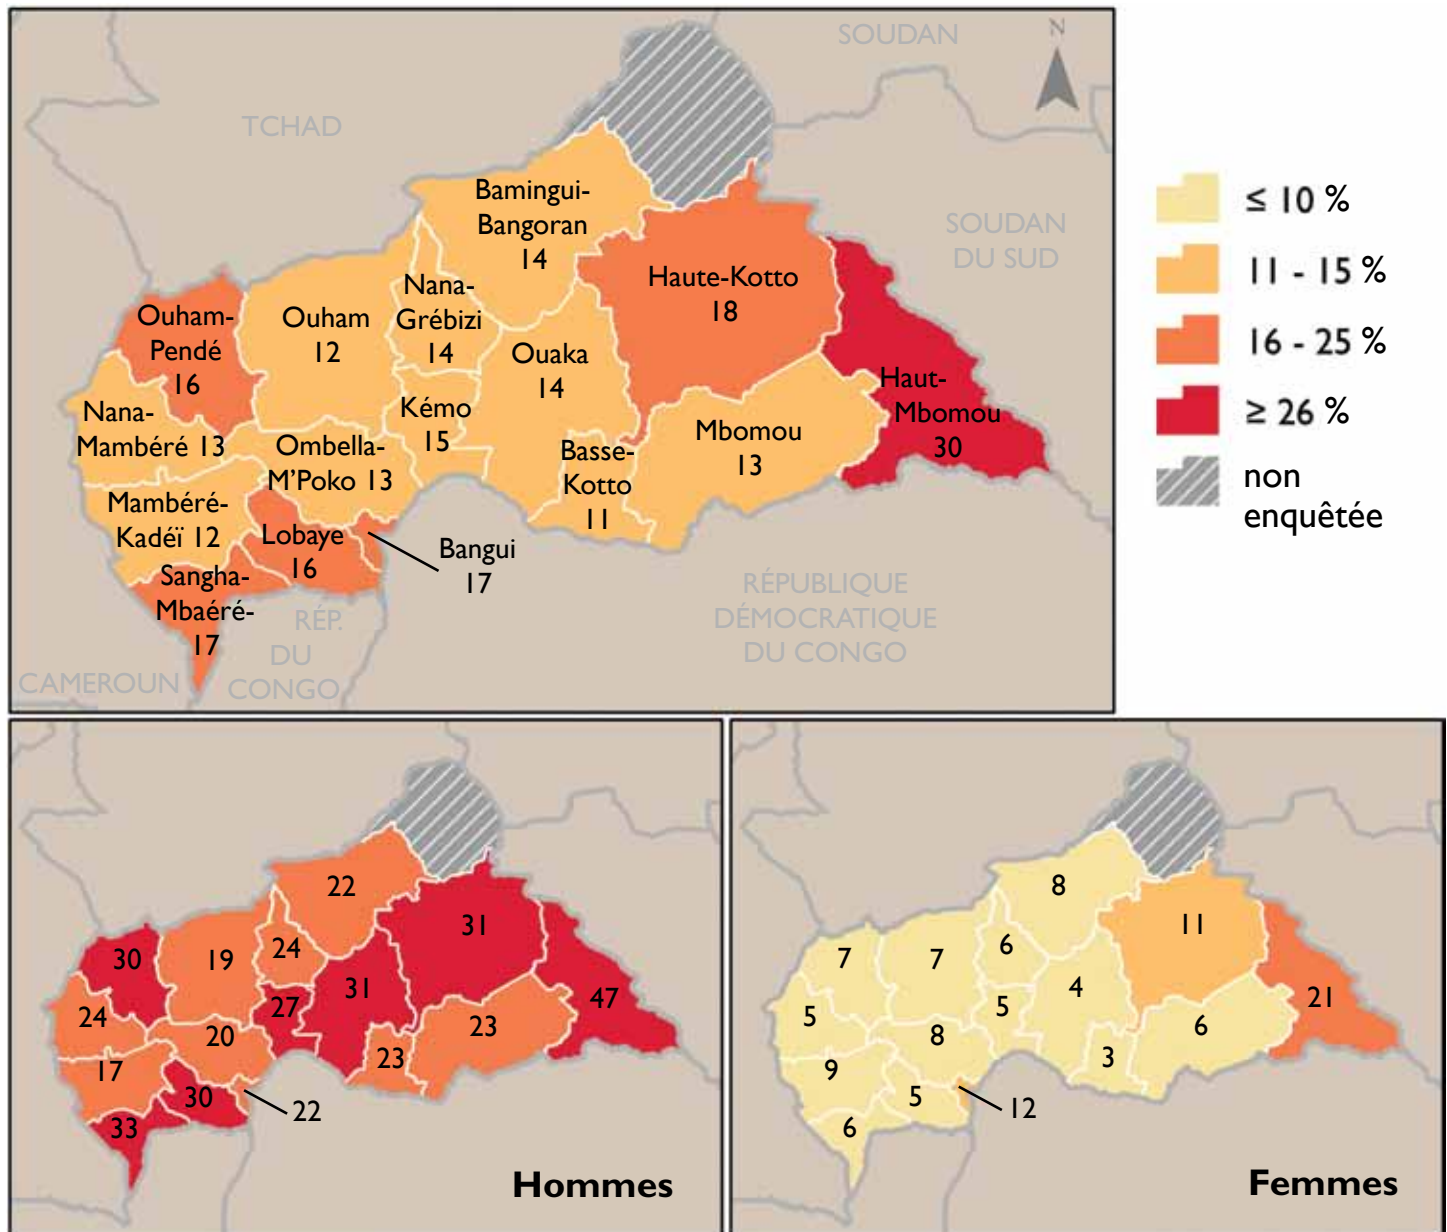 SOUDAN
N
TCHAD
SOUDAN
DU SUD
Bamingui-
Bangoran
14
Haute-Kotto
18
Nana-
Grébizi
14
Ouham-
Pendé
16
Ouham
12
Ouaka
14
Haut-
Mbomou
30
Kémo
15
Nana-
Mambéré 13
Ombella-
M'Poko 13
Mbomou
13
Basse-
Kotto
11
Mambéré-
Kadéï 12
Lobaye
16
Bangui
17
Sangha-
Mbaéré-
17
RÉP.
DU
CONGO
RÉPUBLIQUE
DÉMOCRATIQUE
DU CONGO
CAMEROUN
≤ 10 %
11 - 15 %
16 - 25 %
≥ 26 %
non
enquêtée
22
31
30
19
24
31
47
27
24
20
23
23
17
30
22
33
Hommes
8
11
7
7
6
4
21
5
5
8
6
3
9
5
12
6
Femmes